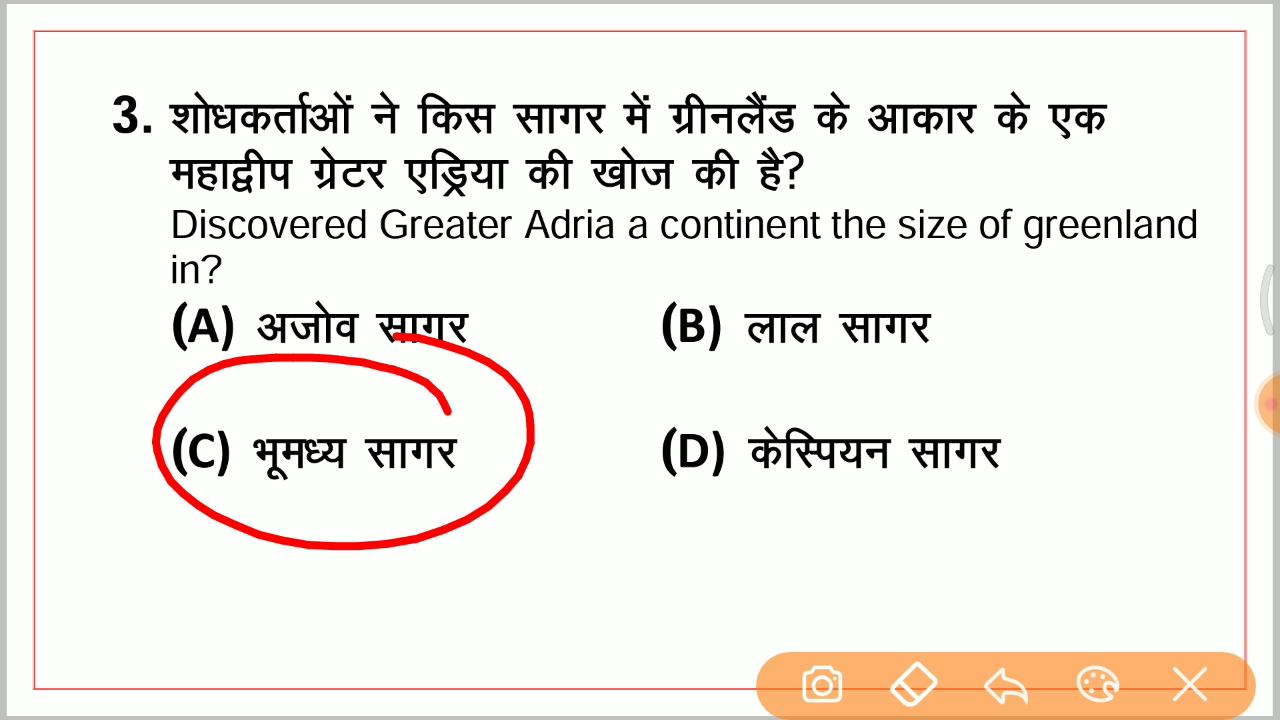 3. शोधकर्ताओं ने किस सागर में ग्रीनलैंड के आकार के एक
महाद्वीप ग्रेटर एड्रिया की खोज की है?
Discovered Greater Adria a continent the size of greenland
in?
(A) अजोव सागर (B) लाल सागर
(C) भूमध्य सागर (D) केस्पियन सागर